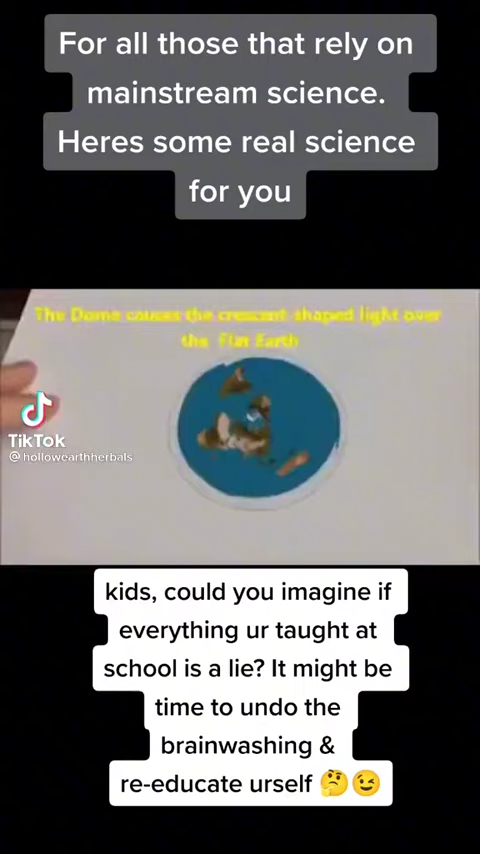 For all those that rely on
mainstream science.
Heres some real science
for you
The Dome causes the crescent-shaped light over
the Flat Earth
TikTok
@hollowearthherbals
kids, could you imagine if
everything ur taught at
school is a lie? It might be
time to undo the
brainwashing &
re-educate urself 🤔😉